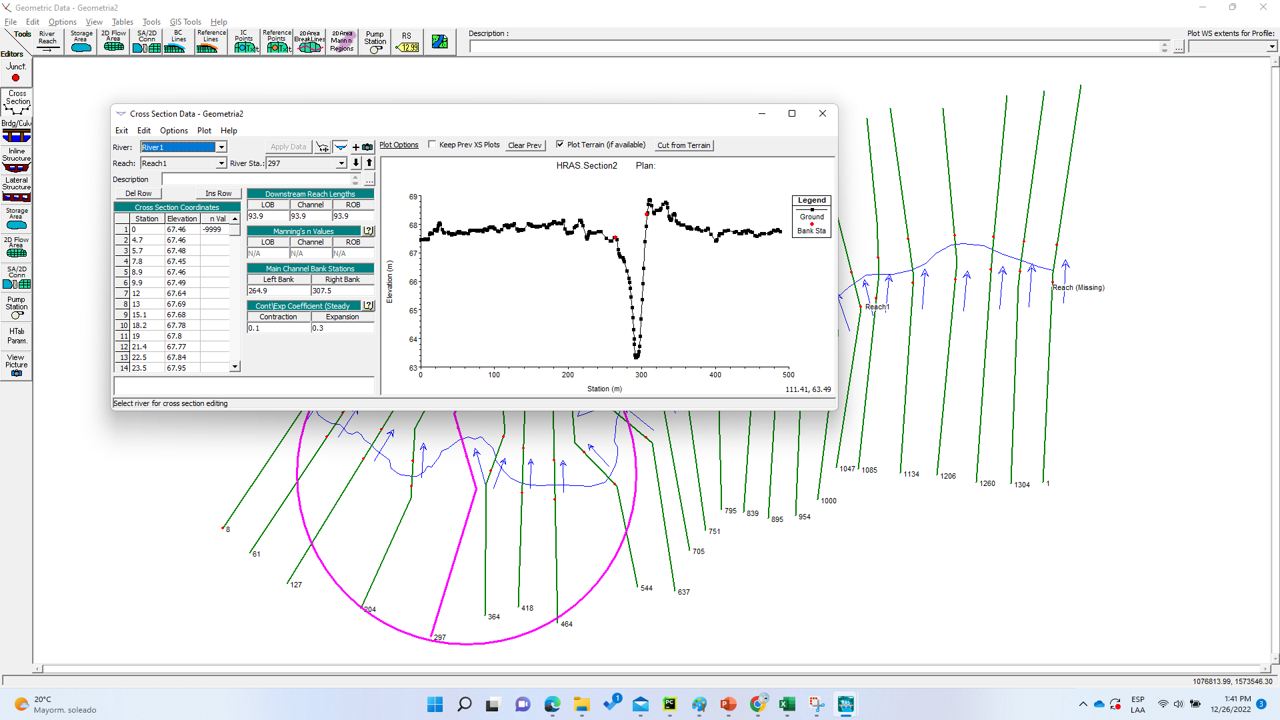 Geometric Data - Geometria2
File Edit Options View Tables Tools GIS Tools Help
Tools
Editors
River Reach
Storage Area
2D Flow Area
SA/2D Conn
BC Lines
Reference Lines
IC Points
Reference Points
2D Area BreakLines
2D Area Mann n Regions
Pump Station
RS
Description :
...
Plot WS extents for Profile:
Junct.
Cross Section
Brdg/Culv
Inline Structure
Lateral Structure
Storage Area
2D Flow Area
SA/2D Conn
Pump Station
HTab Param.
View Picture
Cross Section Data - Geometria2
Exit Edit Options Plot Help
River: River1
Apply Data
Plot Options
Keep Prev XS Plots
Clear Prev
Plot Terrain (if available)
Cut from Terrain
Reach: Reach1
River Sta.: 297
Description
...
Del Row
Ins Row
Cross Section Coordinates
Station Elevation n Val
1 0 67.46 -9999
2 4.7 67.46
3 5.7 67.48
4 7.8 67.45
5 8.9 67.46
6 9.9 67.49
7 12 67.64
8 13 67.69
9 15.1 67.68
10 18.2 67.78
11 19 67.8
12 21.4 67.77
13 22.5 67.84
14 23.5 67.95
Downstream Reach Lengths
LOB Channel ROB
93.9 93.9 93.9
Manning's n Values
?
LOB Channel ROB
N/A N/A N/A
Main Channel Bank Stations
Left Bank Right Bank
264.9 307.5
Cont\Exp Coefficient (Steady
?
Contraction Expansion
0.1 0.3
HRAS.Section2 Plan:
Elevation (m)
69
68
67
66
65
64
63
0 100 200 300 400 500
Station (m)
Legend
Ground
Bank Sta
111.41, 63.49
Select river for cross section editing
Reach1
Reach (Missing)
8
61
127
204
297
364
418
464
544
637
705
751
795
839
895
954
1000
1047
1085
1134
1206
1260
1304
1
1076813.99, 1573546.30
20°C
Mayorm. soleado
1
ESP
LAA
1:41 PM
12/26/2022
3